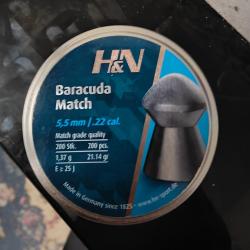 H&N
Baracuda
Match
5,5 mm / .22 cal.
Match grade quality
200 Stk. 200 pcs.
1,37 g 21.14 gr
E ≥ 25 J
Made in Germany since 1825 • www.hn-sport.de